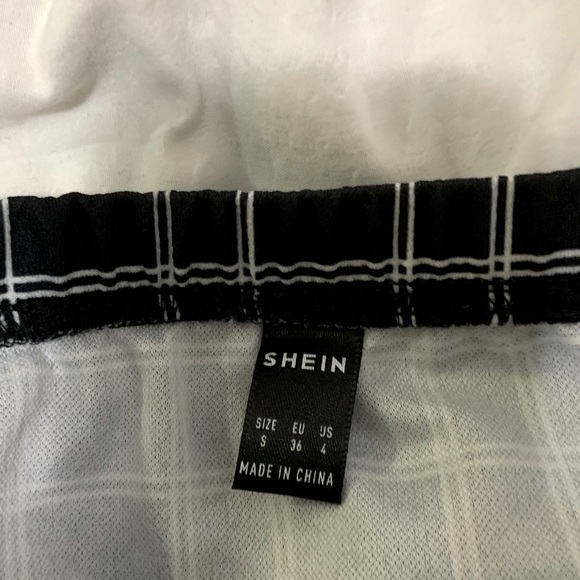 SHEIN
SIZE EU US
S 36 4
MADE IN CHINA